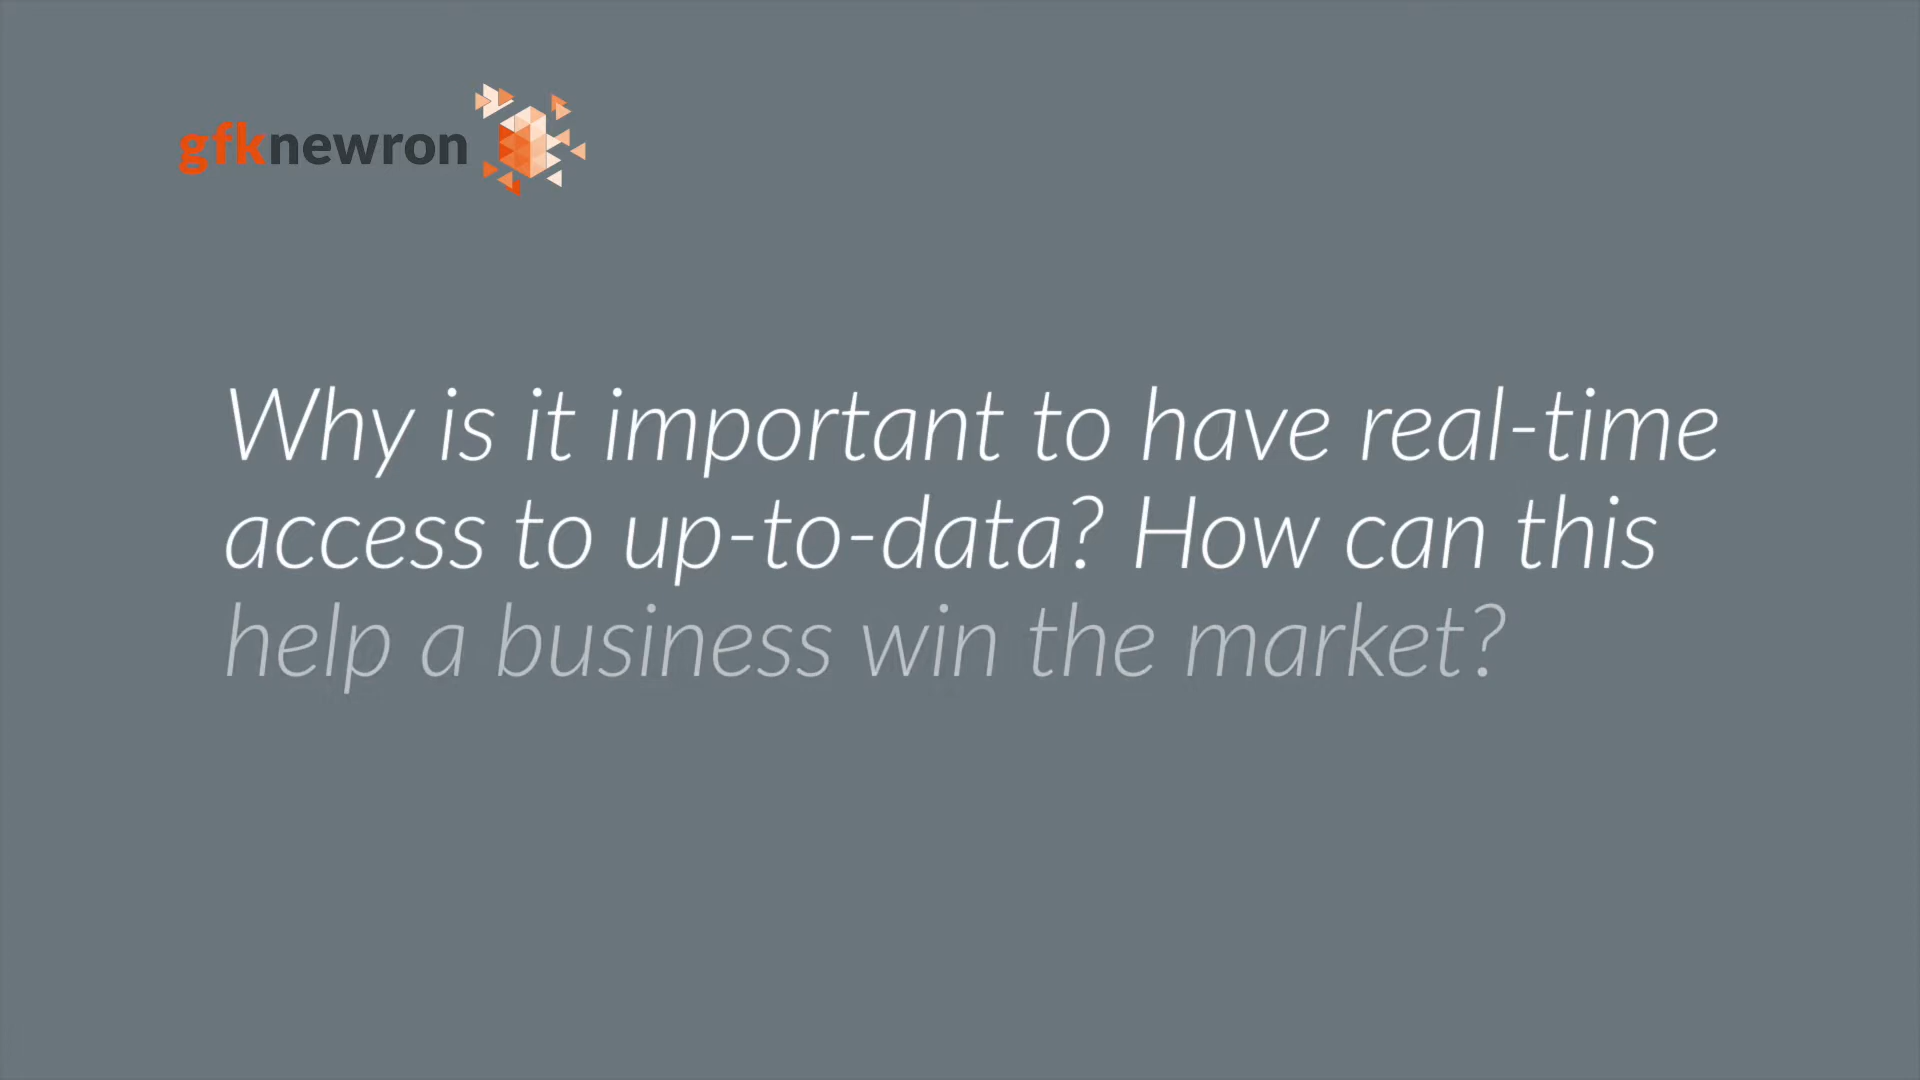 gfknewron
Why is it important to have real-time
access to up-to-data? How can this
help a business win the market?